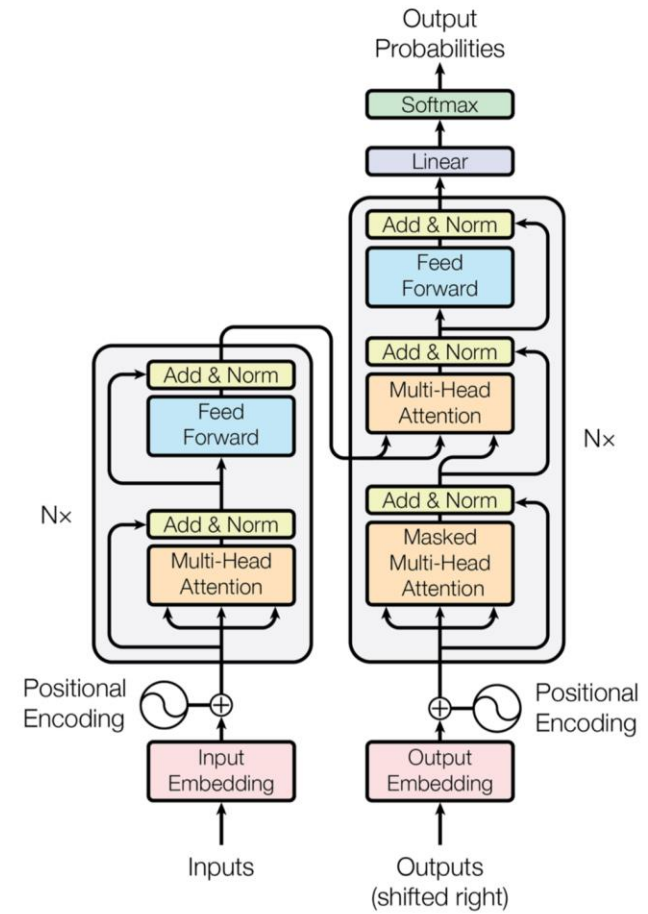 Output
Probabilities
Softmax
Linear
Add & Norm
Feed
Forward
Add & Norm
Multi-Head
Attention
Add & Norm
Masked
Multi-Head
Attention
N×
Positional
Encoding
Output
Embedding
Outputs
(shifted right)
Add & Norm
Feed
Forward
Add & Norm
Multi-Head
Attention
N×
Positional
Encoding
Input
Embedding
Inputs